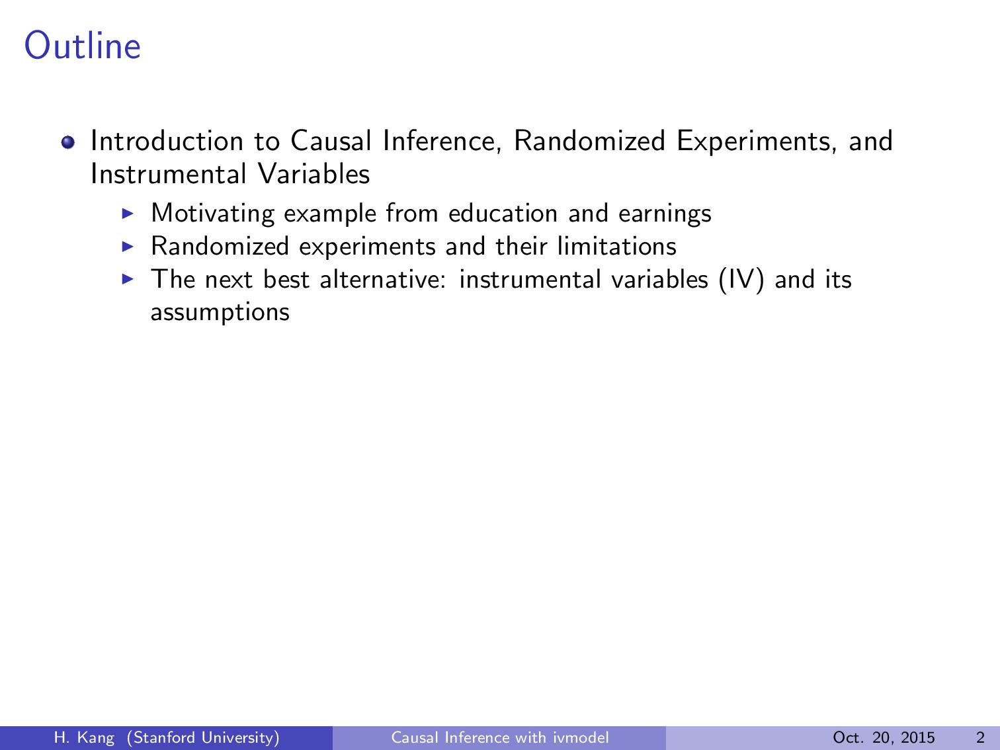 Outline
Introduction to Causal Inference, Randomized Experiments, and
Instrumental Variables
Motivating example from education and earnings
Randomized experiments and their limitations
The next best alternative: instrumental variables (IV) and its
assumptions
H. Kang (Stanford University)
Causal Inference with ivmodel
Oct. 20, 2015
2